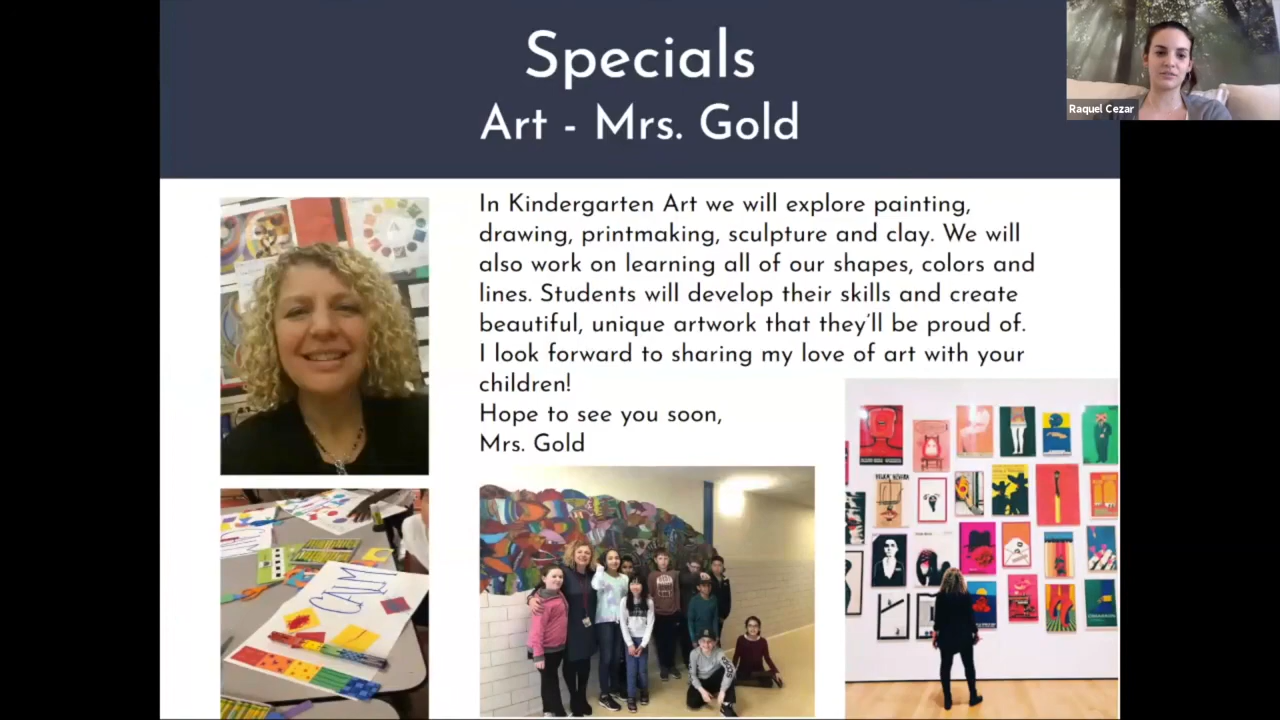 Specials
Art - Mrs. Gold
Raquel Cezar
In Kindergarten Art we will explore painting,
drawing, printmaking, sculpture and clay. We will
also work on learning all of our shapes, colors and
lines. Students will develop their skills and create
beautiful, unique artwork that they'll be proud of.
I look forward to sharing my love of art with your
children!
Hope to see you soon,
Mrs. Gold
CALM